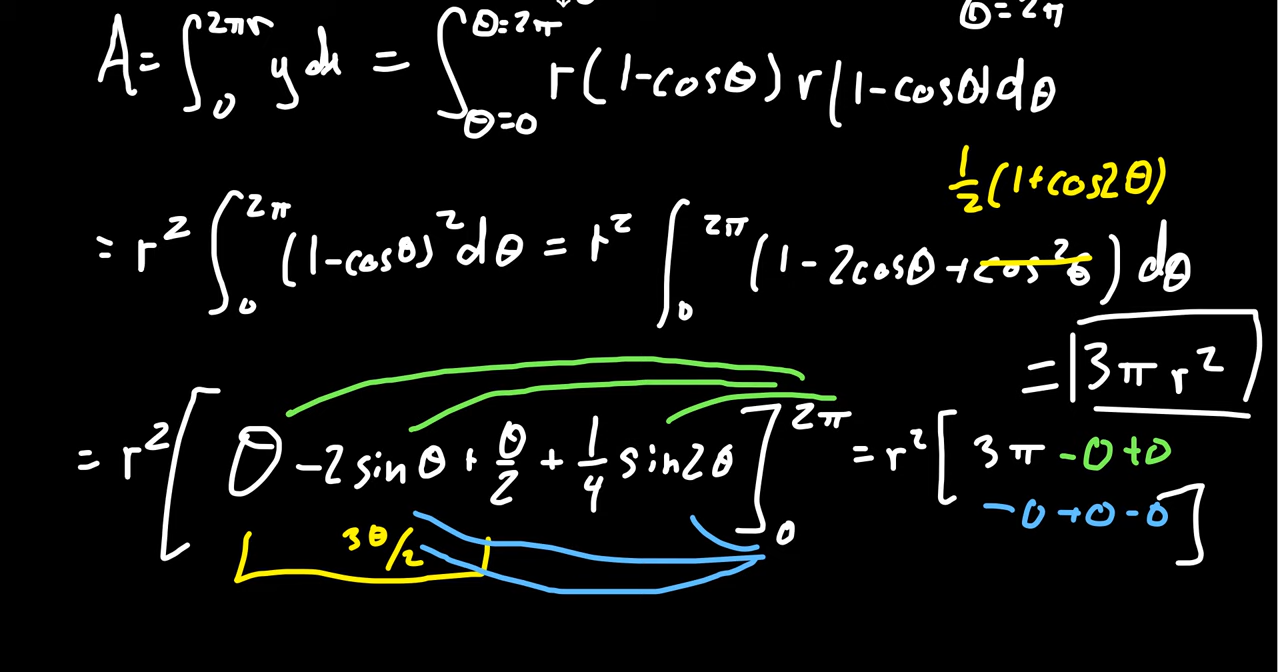 θ=2π
A = ∫₀^{2πr} y dx = ∫_{θ=0}^{θ=2π} r(1-cosθ) r(1-cosθ) dθ
½(1+cos2θ)
= r² ∫₀^{2π} (1-cosθ)² dθ = r² ∫₀^{2π} (1-2cosθ+cos²θ) dθ
= 3πr²
= r² [θ - 2sinθ + θ/2 + ¼ sin2θ]₀^{2π} = r² [3π -0+0
-0+0-0]
3θ/2